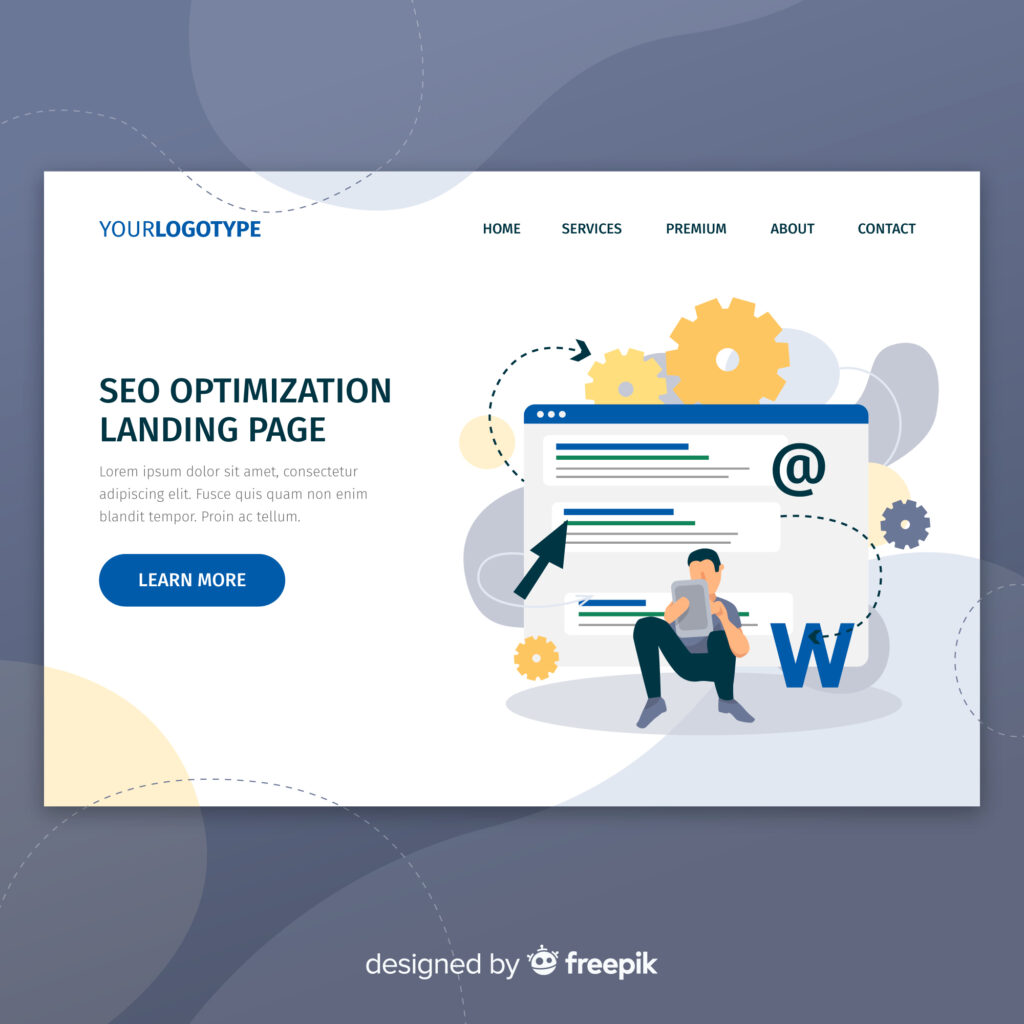 YOURLOGOTYPE
HOME SERVICES PREMIUM ABOUT CONTACT
SEO OPTIMIZATION
LANDING PAGE
Lorem ipsum dolor sit amet, consectetur
adipiscing elit. Fusce quis quam non enim
blandit tempor. Proin ac tellum.
LEARN MORE
@
W
designed by freepik